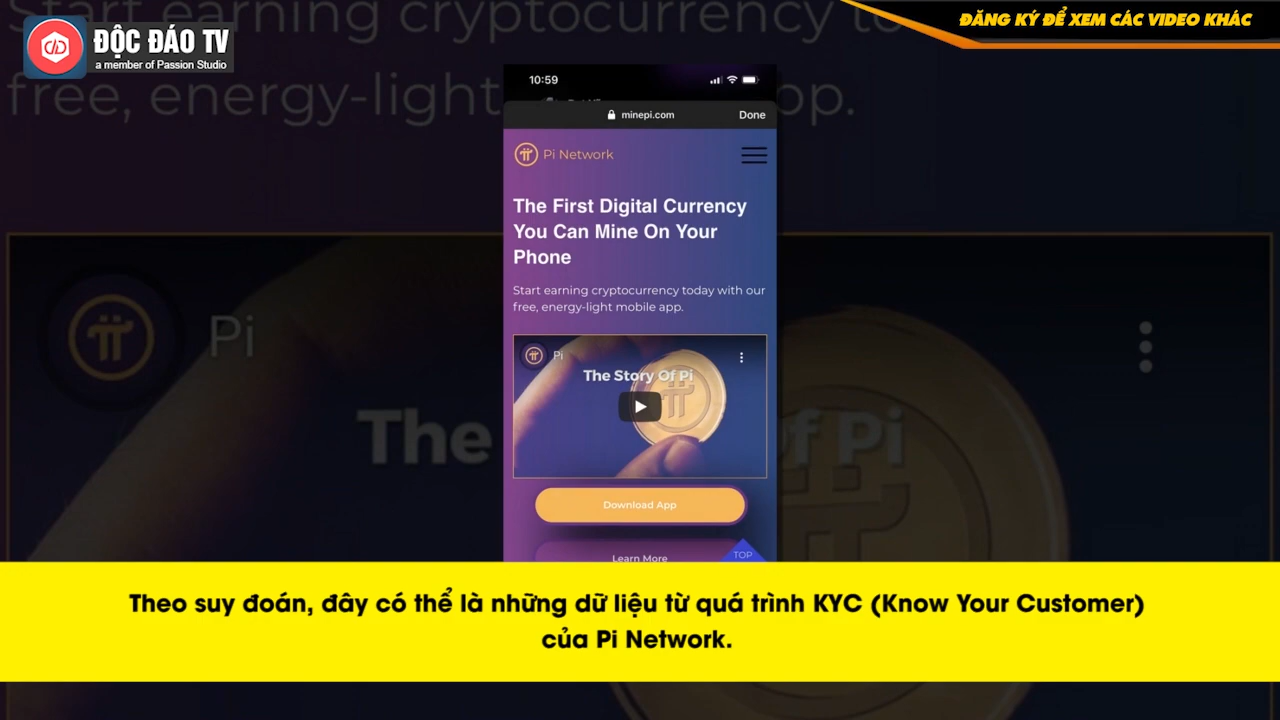 Start earning cryptocurrency to
free, energy-light
pp.
ĐỘC ĐÁO TV
a member of Passion Studio
ĐĂNG KÝ ĐỂ XEM CÁC VIDEO KHÁC
10:59
minepi.com
Done
Pi Network
The First Digital Currency
You Can Mine On Your
Phone
Start earning cryptocurrency today with our
free, energy-light mobile app.
Pi
The Story Of Pi
Download App
Learn More
TOP
Pi
The
Of Pi
Theo suy đoán, đây có thể là những dữ liệu từ quá trình KYC (Know Your Customer)
của Pi Network.